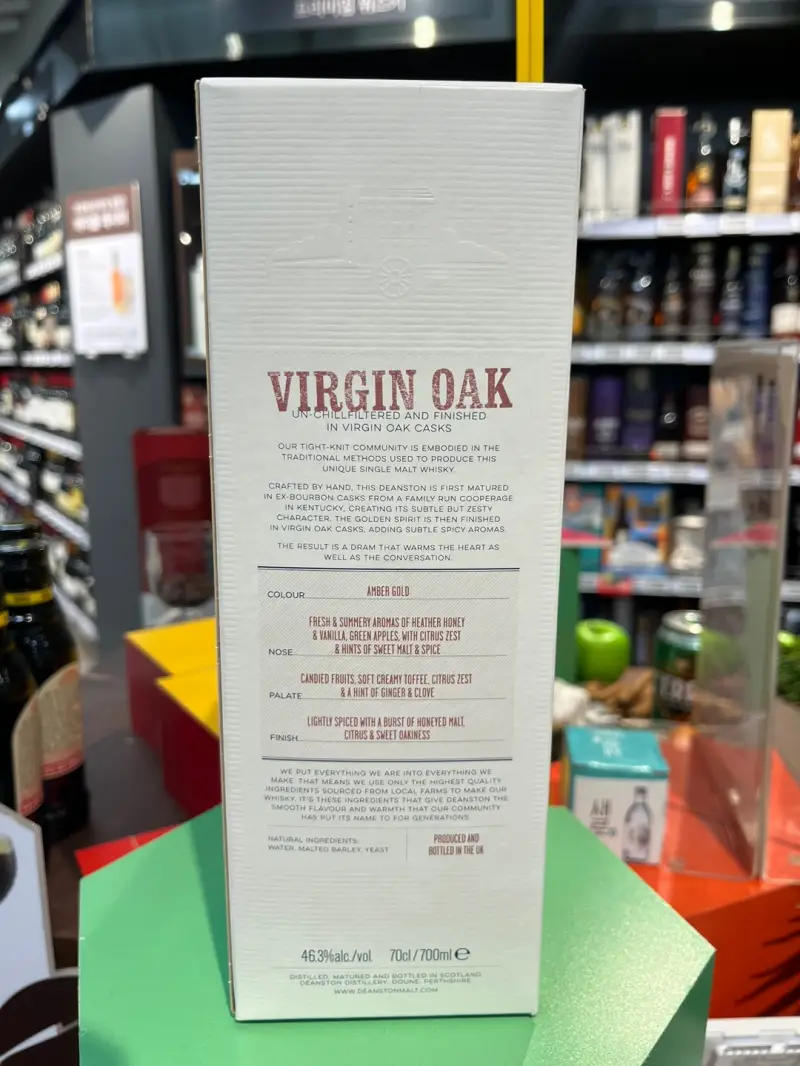 프리미엄 위스키
VIRGIN OAK
UN-CHILLFILTERED AND FINISHED
IN VIRGIN OAK CASKS
OUR TIGHT-KNIT COMMUNITY IS EMBODIED IN THE
TRADITIONAL METHODS USED TO PRODUCE THIS
UNIQUE SINGLE MALT WHISKY.
CRAFTED BY HAND, THIS DEANSTON IS FIRST MATURED
IN EX-BOURBON CASKS FROM A FAMILY RUN COOPERAGE
IN KENTUCKY, CREATING ITS SUBTLE BUT ZESTY
CHARACTER. THE GOLDEN SPIRIT IS THEN FINISHED
IN VIRGIN OAK CASKS, ADDING SUBTLE SPICY AROMAS.
THE RESULT IS A DRAM THAT WARMS THE HEART AS
WELL AS THE CONVERSATION.
COLOUR AMBER GOLD
FRESH & SUMMERY AROMAS OF HEATHER HONEY
& VANILLA, GREEN APPLES, WITH CITRUS ZEST
NOSE & HINTS OF SWEET MALT & SPICE
CANDIED FRUITS, SOFT CREAMY TOFFEE, CITRUS ZEST
PALATE & A HINT OF GINGER & CLOVE
LIGHTLY SPICED WITH A BURST OF HONEYED MALT,
FINISH CITRUS & SWEET OAKINESS
WE PUT EVERYTHING WE ARE INTO EVERYTHING WE
MAKE. THAT MEANS WE USE ONLY THE HIGHEST QUALITY
INGREDIENTS SOURCED FROM LOCAL FARMS TO MAKE OUR
WHISKY. IT'S THESE INGREDIENTS THAT GIVE DEANSTON THE
SMOOTH FLAVOUR AND WARMTH THAT OUR COMMUNITY
HAS PUT ITS NAME TO FOR GENERATIONS.
NATURAL INGREDIENTS:
WATER, MALTED BARLEY, YEAST
PRODUCED AND
BOTTLED IN THE UK
46.3%alc./vol. 70cl/700ml ℮
DISTILLED, MATURED AND BOTTLED IN SCOTLAND.
DEANSTON DISTILLERY, DOUNE, PERTHSHIRE
WWW.DEANSTONMALT.COM